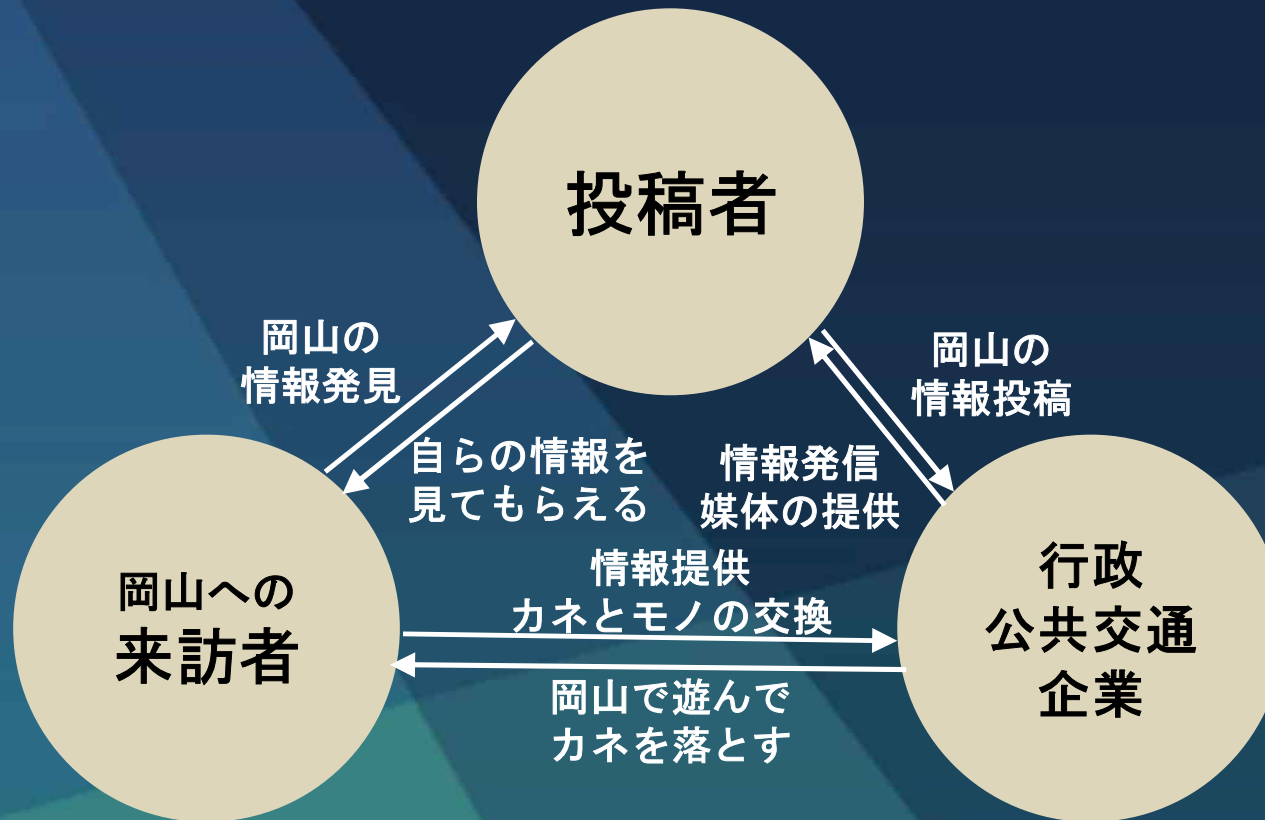 投稿者
岡山の
情報発見
岡山の
情報投稿
自らの情報を
見てもらえる
情報発信
媒体の提供
情報提供
カネとモノの交換
岡山への
来訪者
行政
公共交通
企業
岡山で遊んで
カネを落とす